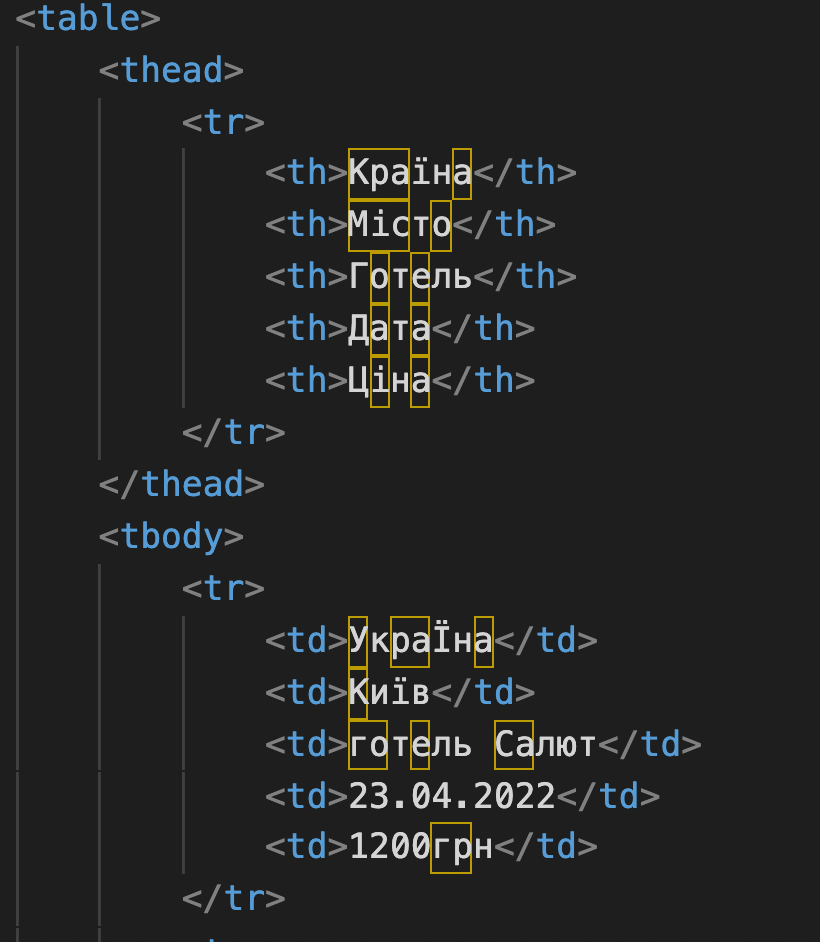 <table>
<thead>
<tr>
<th>Країна</th>
<th>Місто</th>
<th>Готель</th>
<th>Дата</th>
<th>Ціна</th>
</tr>
</thead>
<tbody>
<tr>
<td>УкраЇна</td>
<td>Київ</td>
<td>готель Салют</td>
<td>23.04.2022</td>
<td>1200грн</td>
</tr>